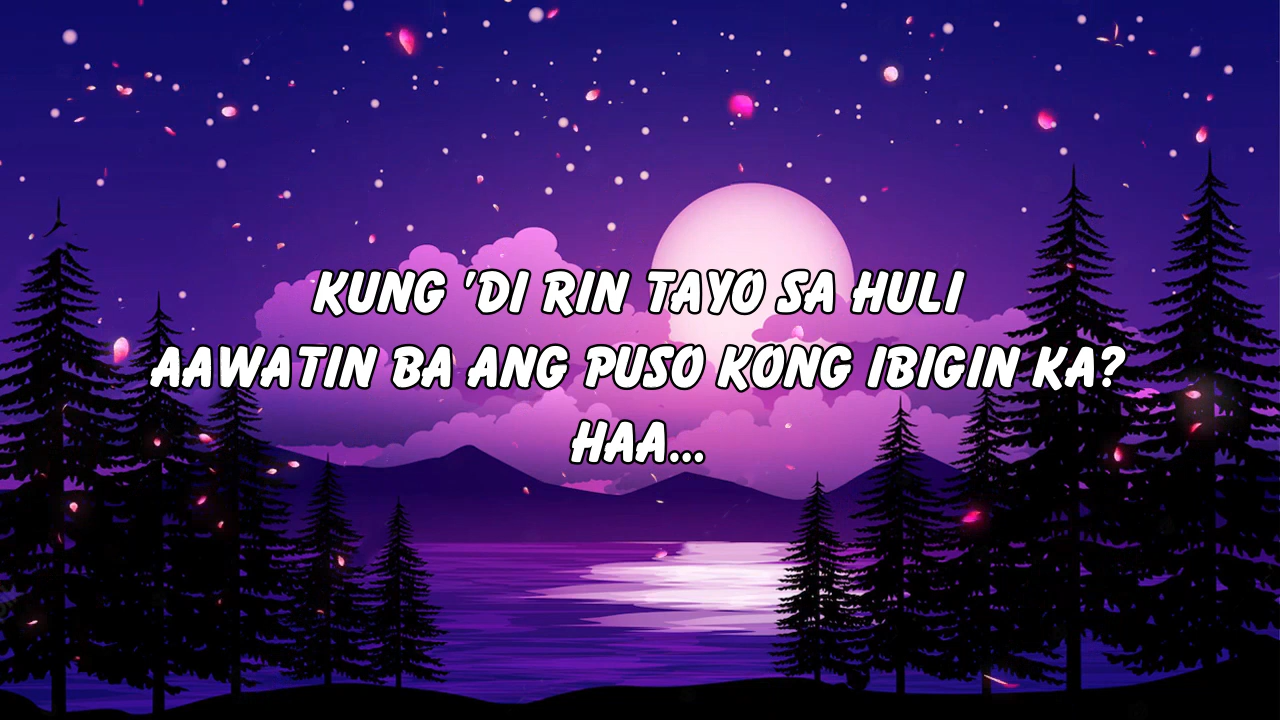 KUNG 'DI RIN TAYO SA HULI
AAWATIN BA ANG PUSO KONG IBIGIN KA?
HAA...